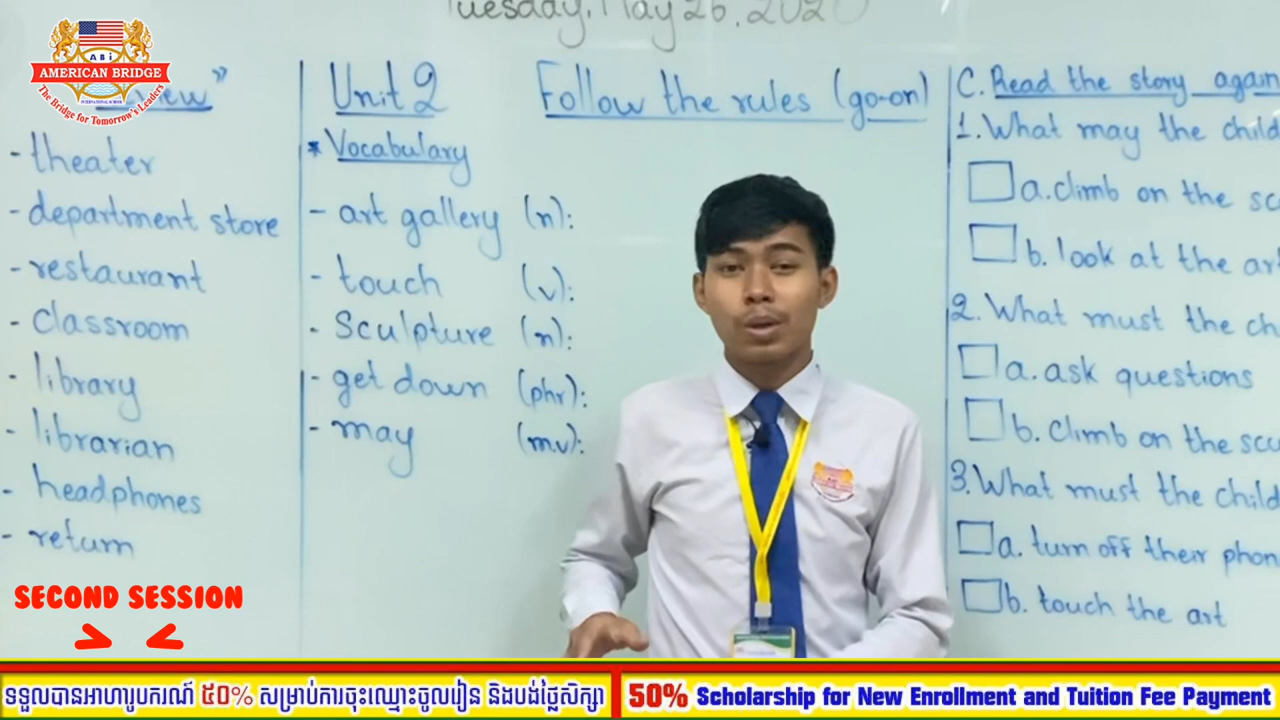 Tuesday, May 26, 2020
ABi
AMERICAN BRIDGE
INTERNATIONAL SCHOOL
The Bridge for Tomorrow's Leaders
- theater
- department store
- restaurant
- classroom
- library
- librarian
- headphones
- return
Unit 2
Follow the rules (go-on)
* Vocabulary
- art gallery (n):
- touch (v):
- Sculpture (n):
- get down (phr):
- may (m.v):
C. Read the story again
1. What may the child
a. climb on the sc
b. look at the ar
2. What must the ch
a. ask questions
b. climb on the scu
3. What must the child
a. turn off their phon
b. touch the art
SECOND SESSION
ទទួលបានអាហារូបករណ៍ ៥០% សម្រាប់ការចុះឈ្មោះចូលរៀន និងបង់ថ្លៃសិក្សា
50% Scholarship for New Enrollment and Tuition Fee Payment